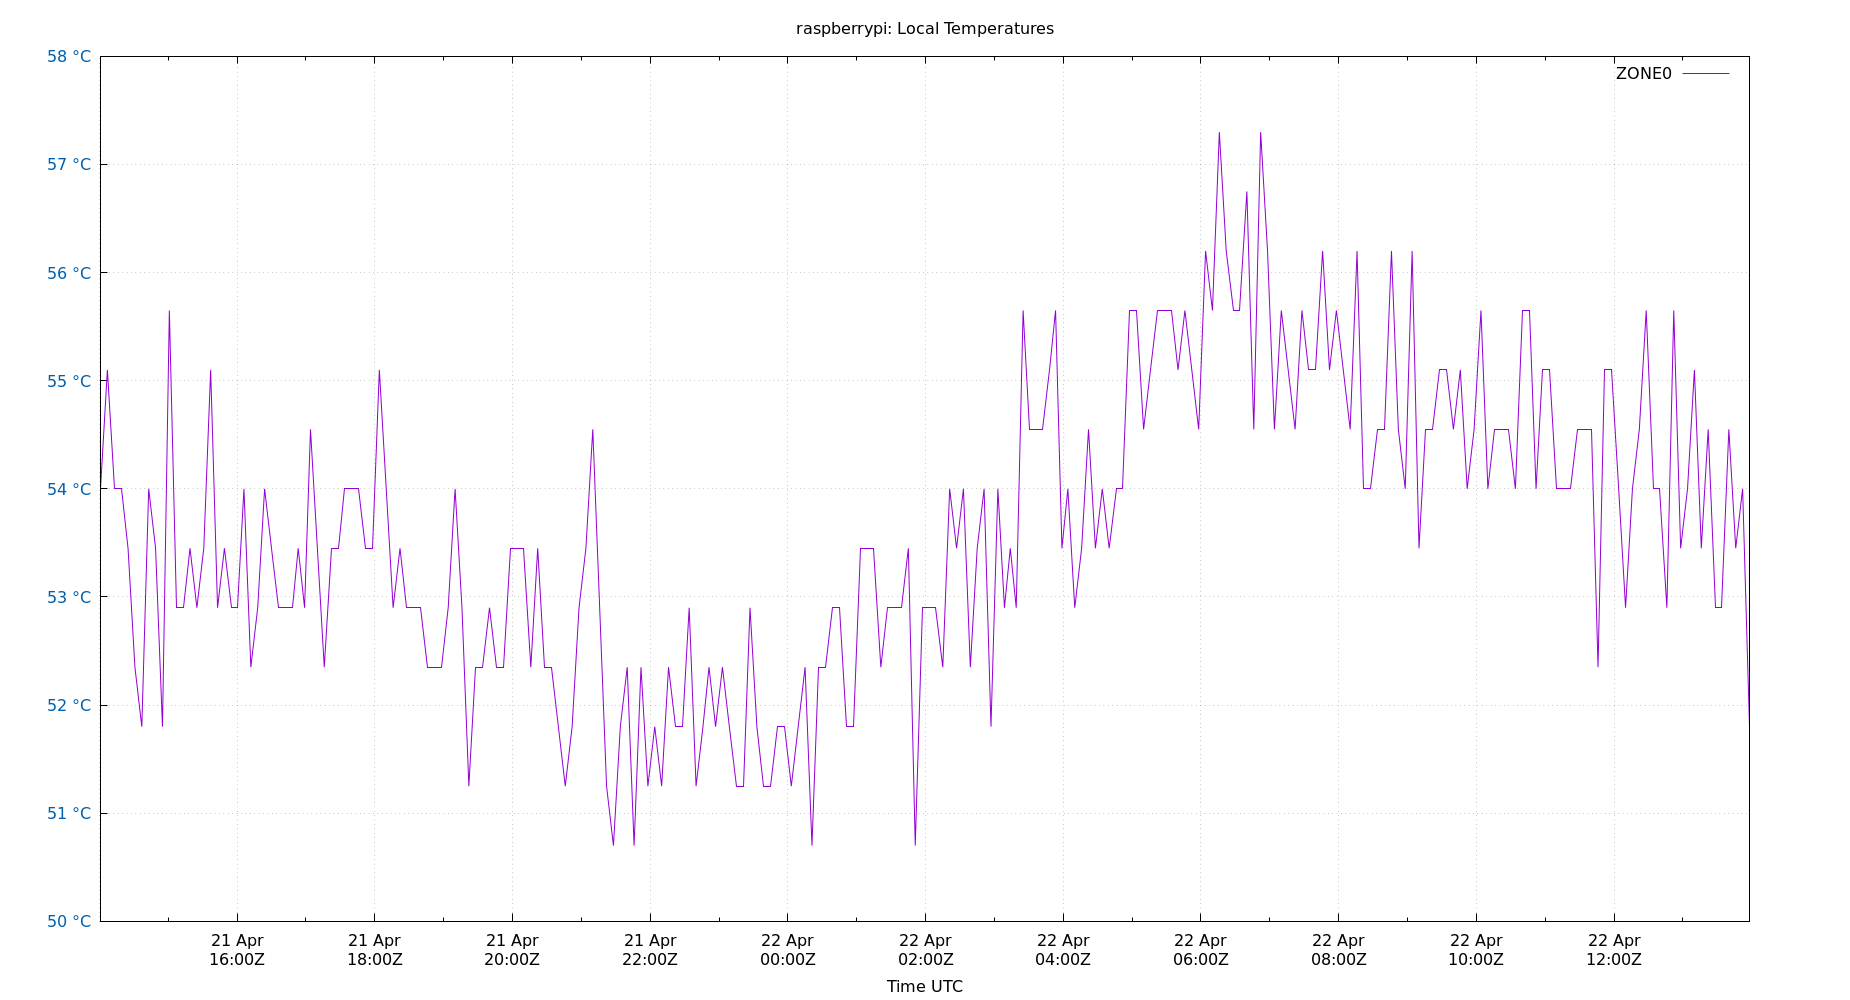 raspberrypi: Local Temperatures
58 °C
ZONE0
57 °C
56 °C
55 °C
54 °C
53 °C
52 °C
51 °C
50 °C
21 Apr 21 Apr 21 Apr 21 Apr 22 Apr 22 Apr 22 Apr 22 Apr 22 Apr 22 Apr 22 Apr
16:00Z 18:00Z 20:00Z 22:00Z 00:00Z 02:00Z 04:00Z 06:00Z 08:00Z 10:00Z 12:00Z
Time UTC